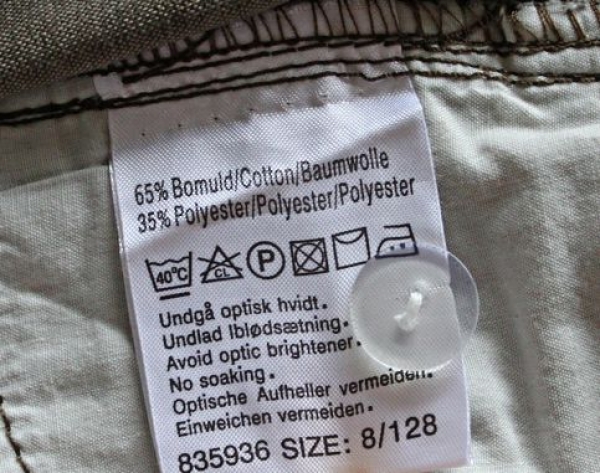 65% Bomuld/Cotton/Baumwolle
35% Polyester/Polyester/Polyester
40°C CL P
Undgå optisk hvidt.
Undlad Iblødsætning.
Avoid optic brightener.
No soaking.
Optische Aufheller vermeiden.
Einweichen vermeiden.
835936 SIZE: 8/128